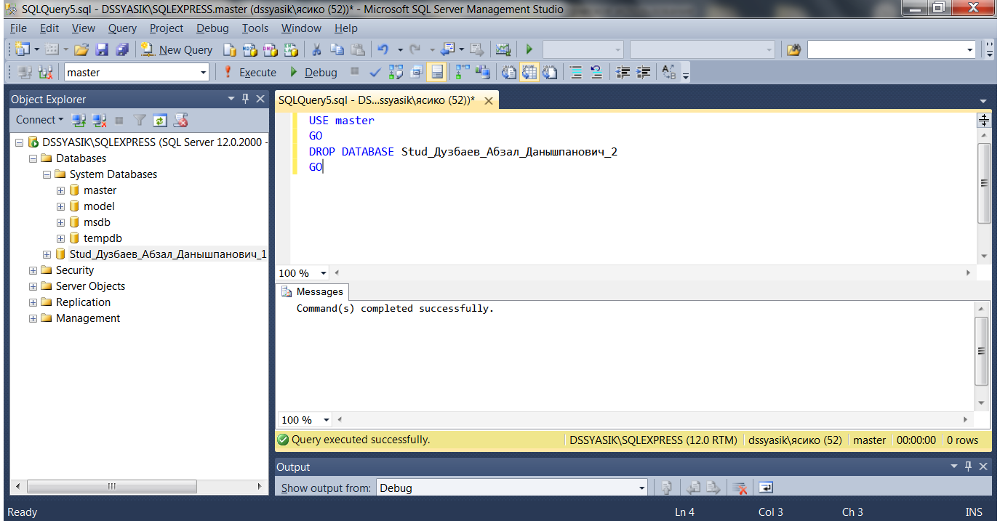 SQLQuery5.sql - DSSYASIK\SQLEXPRESS.master (dssyasik\ясико (52))* - Microsoft SQL Server Management Studio
File Edit View Query Project Debug Tools Window Help
New Query
master Execute Debug
Object Explorer
Connect
DSSYASIK\SQLEXPRESS (SQL Server 12.0.2000 -
Databases
System Databases
master
model
msdb
tempdb
Stud_Дузбаев_Абзал_Данышпанович_1
Security
Server Objects
Replication
Management
SQLQuery5.sql - DS...ssyasik\ясико (52))*
USE master
GO
DROP DATABASE Stud_Дузбаев_Абзал_Данышпанович_2
GO
100 %
Messages
Command(s) completed successfully.
100 %
Query executed successfully. DSSYASIK\SQLEXPRESS (12.0 RTM) dssyasik\ясико (52) master 00:00:00 0 rows
Output
Show output from: Debug
Ready Ln 4 Col 3 Ch 3 INS